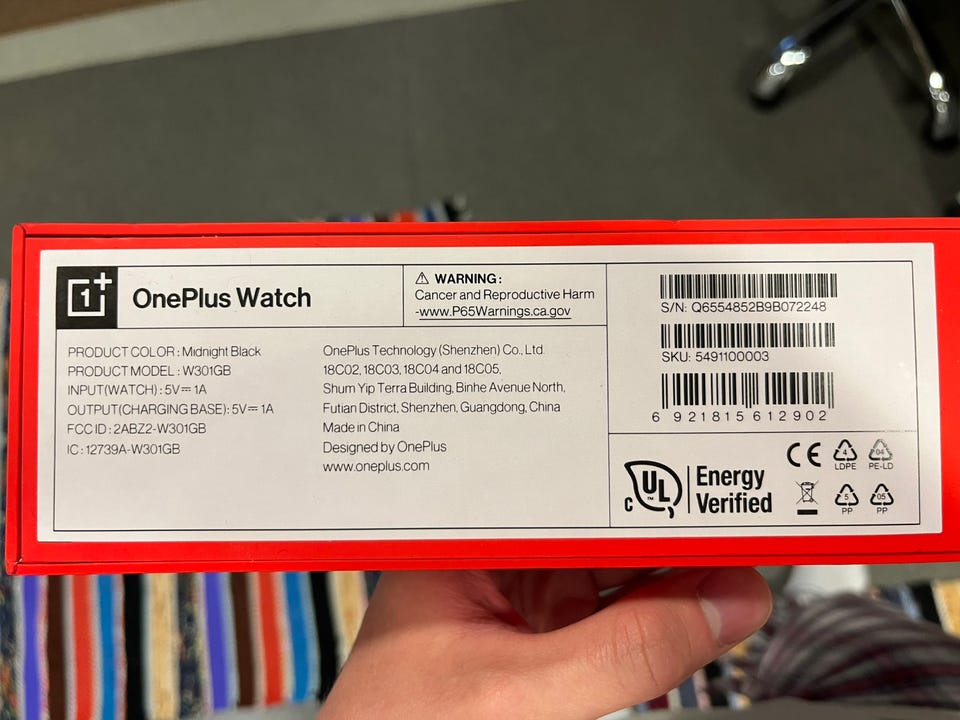 1+
OnePlus Watch
⚠ WARNING:
Cancer and Reproductive Harm
-www.P65Warnings.ca.gov
PRODUCT COLOR : Midnight Black
PRODUCT MODEL : W301GB
INPUT(WATCH) : 5V⎓1A
OUTPUT(CHARGING BASE) : 5V⎓1A
FCC ID : 2ABZ2-W301GB
IC : 12739A-W301GB
OnePlus Technology (Shenzhen) Co., Ltd.
18C02, 18C03, 18C04 and 18C05,
Shum Yip Terra Building, Binhe Avenue North,
Futian District, Shenzhen, Guangdong, China
Made in China
Designed by OnePlus
www.oneplus.com
S/N: Q6554852B9B072248
SKU: 5491100003
6 921815 612902
c UL ™
Energy
Verified
CE
4
LDPE
04
PE-LD
5
PP
05
PP